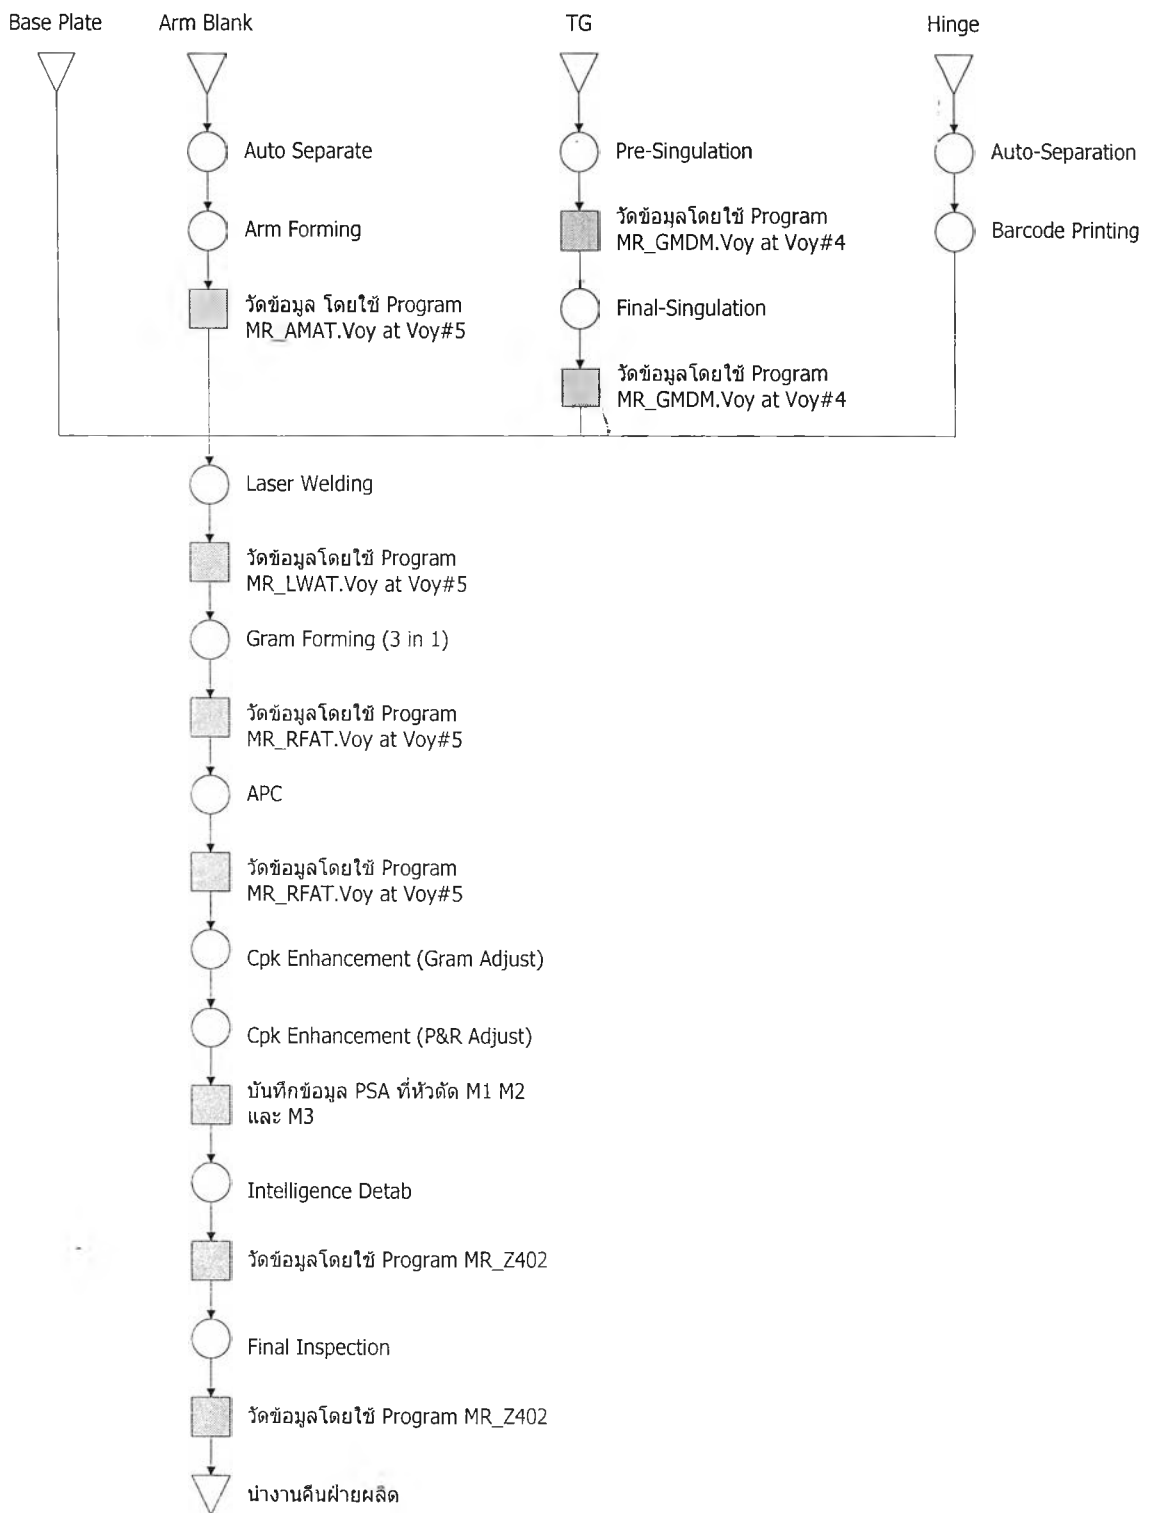 Base Plate
Arm Blank
TG
Hinge
Auto Separate
Pre-Singulation
Auto-Separation
Arm Forming
วัดข้อมูลโดยใช้ Program
MR_GMDM.Voy at Voy#4
Barcode Printing
วัดข้อมูล โดยใช้ Program
MR_AMAT.Voy at Voy#5
Final-Singulation
วัดข้อมูลโดยใช้ Program
MR_GMDM.Voy at Voy#4
Laser Welding
วัดข้อมูลโดยใช้ Program
MR_LWAT.Voy at Voy#5
Gram Forming (3 in 1)
วัดข้อมูลโดยใช้ Program
MR_RFAT.Voy at Voy#5
APC
วัดข้อมูลโดยใช้ Program
MR_RFAT.Voy at Voy#5
Cpk Enhancement (Gram Adjust)
Cpk Enhancement (P&R Adjust)
บันทึกข้อมูล PSA ที่หัวดัด M1 M2
และ M3
Intelligence Detab
วัดข้อมูลโดยใช้ Program MR_Z402
Final Inspection
วัดข้อมูลโดยใช้ Program MR_Z402
นำงานคืนฝ่ายผลิต